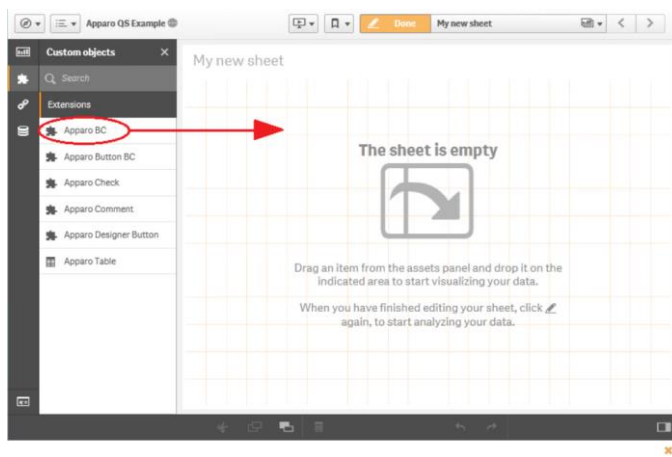 Apparo QS Example
Done
My new sheet
Custom objects
Search
Extensions
Apparo BC
Apparo Button BC
Apparo Check
Apparo Comment
Apparo Designer Button
Apparo Table
My new sheet
The sheet is empty
Drag an item from the assets panel and drop it on the
indicated area to start visualizing your data.
When you have finished editing your sheet, click
again, to start analyzing your data.